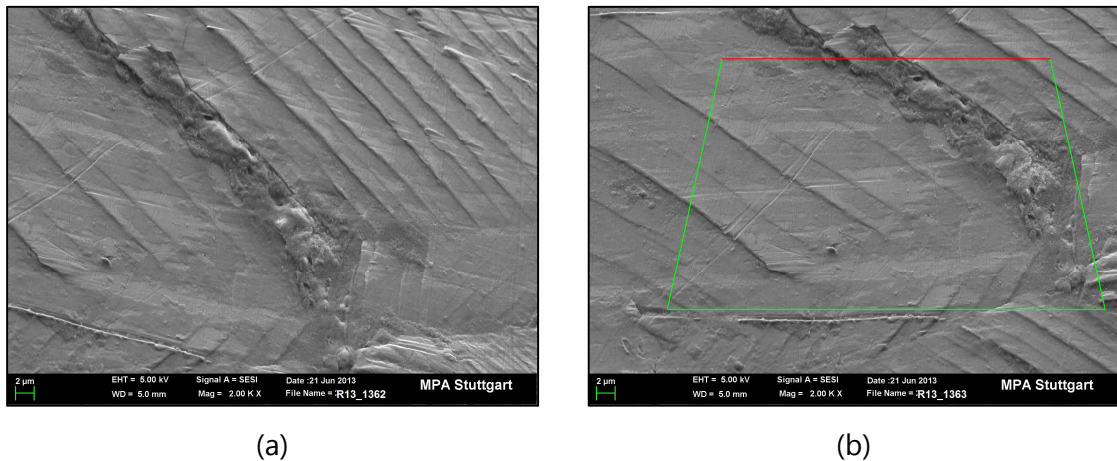 2 µm
EHT = 5.00 kV Signal A = SESI Date :21 Jun 2013
WD = 5.0 mm Mag = 2.00 K X File Name = :R13_1362
MPA Stuttgart
2 µm
EHT = 5.00 kV Signal A = SESI Date :21 Jun 2013
WD = 5.0 mm Mag = 2.00 K X File Name = :R13_1363
MPA Stuttgart
(a)
(b)